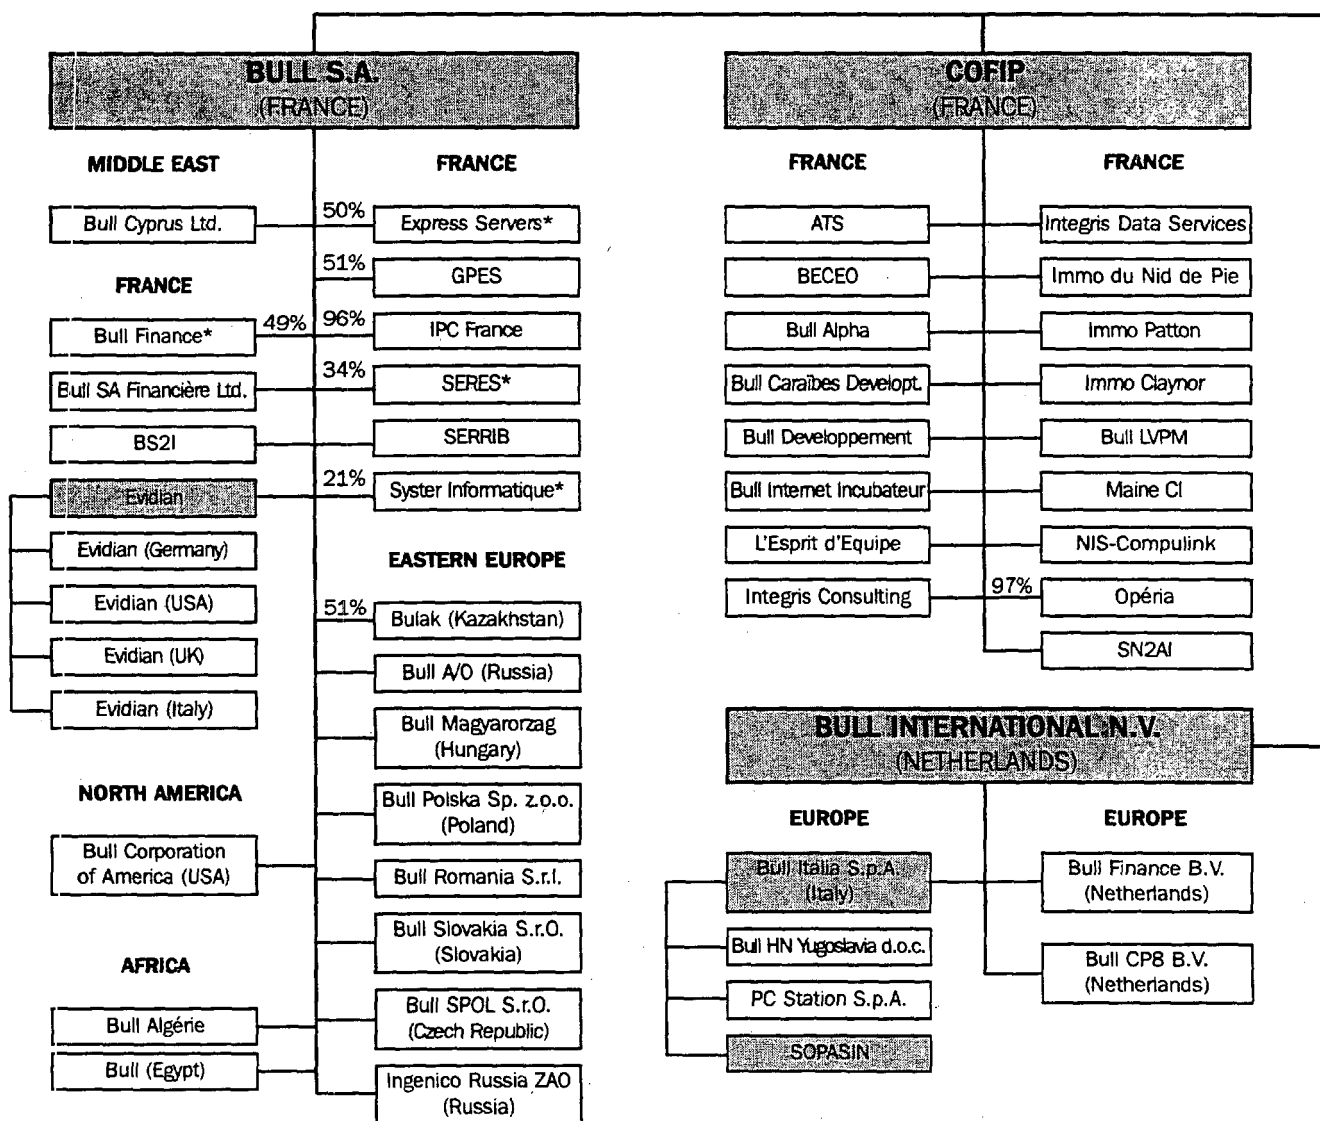 BULL S.A.
(FRANCE)
MIDDLE EAST
Bull Cyprus Ltd.
FRANCE
49%
Bull Finance*
Bull SA Financière Ltd.
BS2I
Evidian
Evidian (Germany)
Evidian (USA)
Evidian (UK)
Evidian (Italy)
NORTH AMERICA
Bull Corporation
of America (USA)
AFRICA
Bull Algérie
Bull (Egypt)
FRANCE
50%
Express Servers*
51%
GPES
96%
IPC France
34%
SERES*
SERRIB
21%
Syster Informatique*
EASTERN EUROPE
51%
Bulak (Kazakhstan)
Bull A/O (Russia)
Bull Magyarorzag
(Hungary)
Bull Polska Sp. z.o.o.
(Poland)
Bull Romania S.r.l.
Bull Slovakia S.r.O.
(Slovakia)
Bull SPOL S.r.O.
(Czech Republic)
Ingenico Russia ZAO
(Russia)
COFIP
(FRANCE)
FRANCE
ATS
BECEO
Bull Alpha
Bull Caraïbes Developt.
Bull Developpement
Bull Internet Incubateur
L'Esprit d'Equipe
Integris Consulting
FRANCE
Integris Data Services
Immo du Nid de Pie
Immo Patton
Immo Claynor
Bull LVPM
Maine CI
NIS-Compulink
97%
Opéria
SN2AI
BULL INTERNATIONAL N.V.
(NETHERLANDS)
EUROPE
Bull Italia S.p.A.
(Italy)
Bull HN Yugoslavia d.o.c.
PC Station S.p.A.
SOPASIN
EUROPE
Bull Finance B.V.
(Netherlands)
Bull CP8 B.V.
(Netherlands)